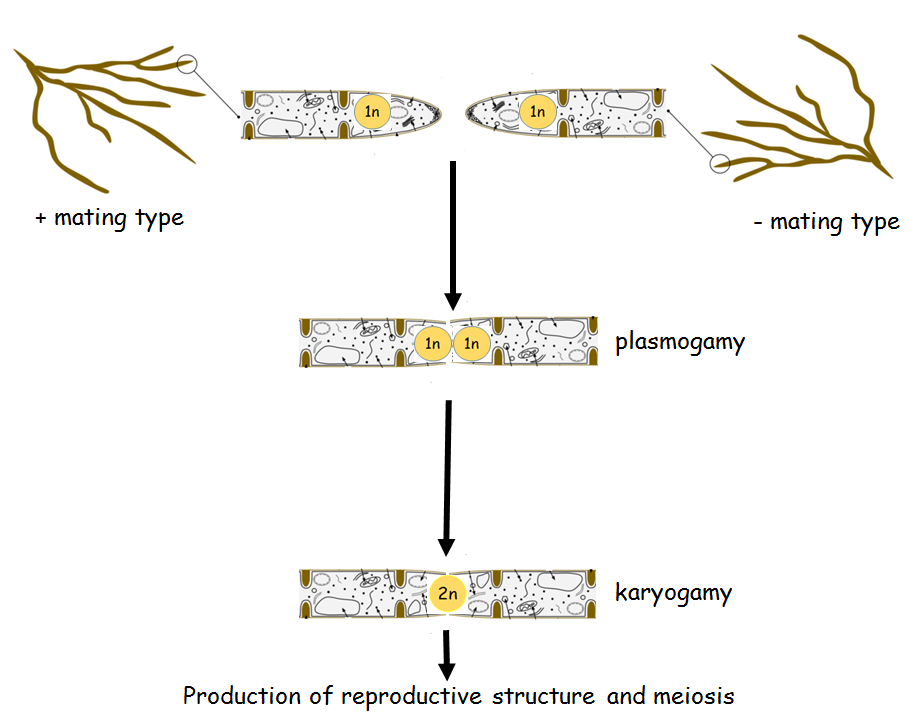 1n
1n
+ mating type
- mating type
1n
1n
plasmogamy
2n
karyogamy
Production of reproductive structure and meiosis